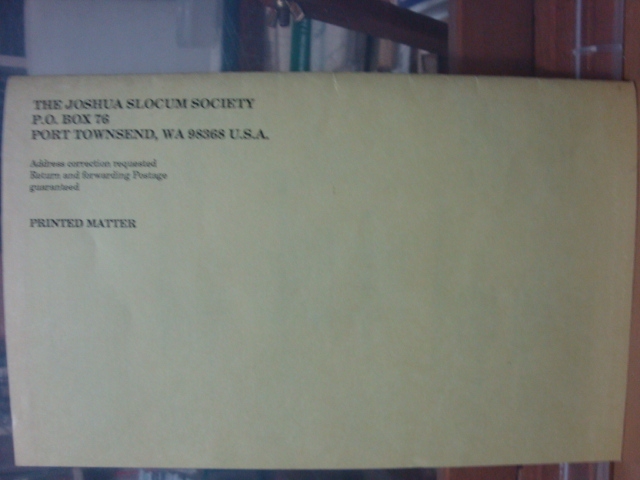 THE JOSHUA SLOCUM SOCIETY
P.O. BOX 76
PORT TOWNSEND, WA 98368 U.S.A.
Address correction requested
Return and forwarding Postage
guaranteed
PRINTED MATTER